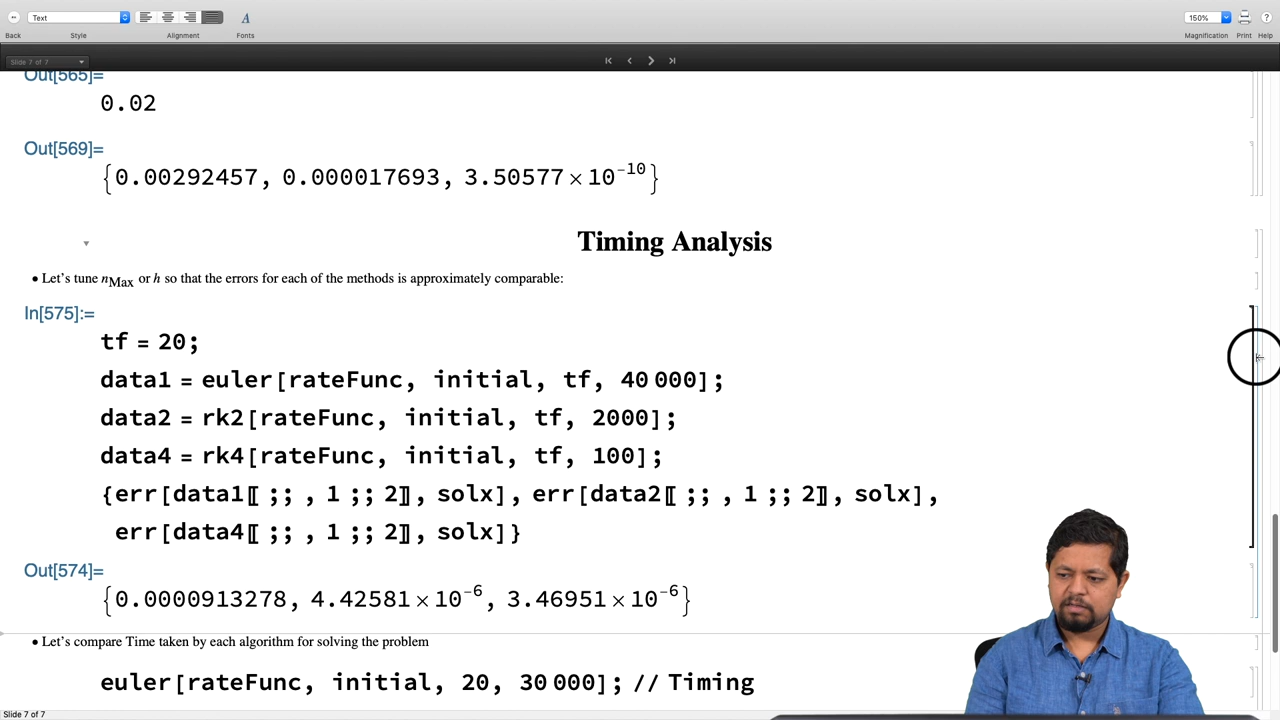 Text
150%
Back
Style
Alignment
Fonts
Magnification
Print
Help
Slide 7 of 7
Out[565]=
0.02
Out[569]=
{0.00292457, 0.000017693, 3.50577×10^-10}
Timing Analysis
• Let's tune nMax or h so that the errors for each of the methods is approximately comparable:
In[575]:=
tf = 20;
data1 = euler[rateFunc, initial, tf, 40 000];
data2 = rk2[rateFunc, initial, tf, 2000];
data4 = rk4[rateFunc, initial, tf, 100];
{err[data1⟦ ;; , 1 ;; 2⟧, solx], err[data2⟦ ;; , 1 ;; 2⟧, solx],
err[data4⟦ ;; , 1 ;; 2⟧, solx]}
Out[574]=
{0.0000913278, 4.42581×10^-6, 3.46951×10^-6}
• Let's compare Time taken by each algorithm for solving the problem
euler[rateFunc, initial, 20, 30 000]; // Timing
Slide 7 of 7